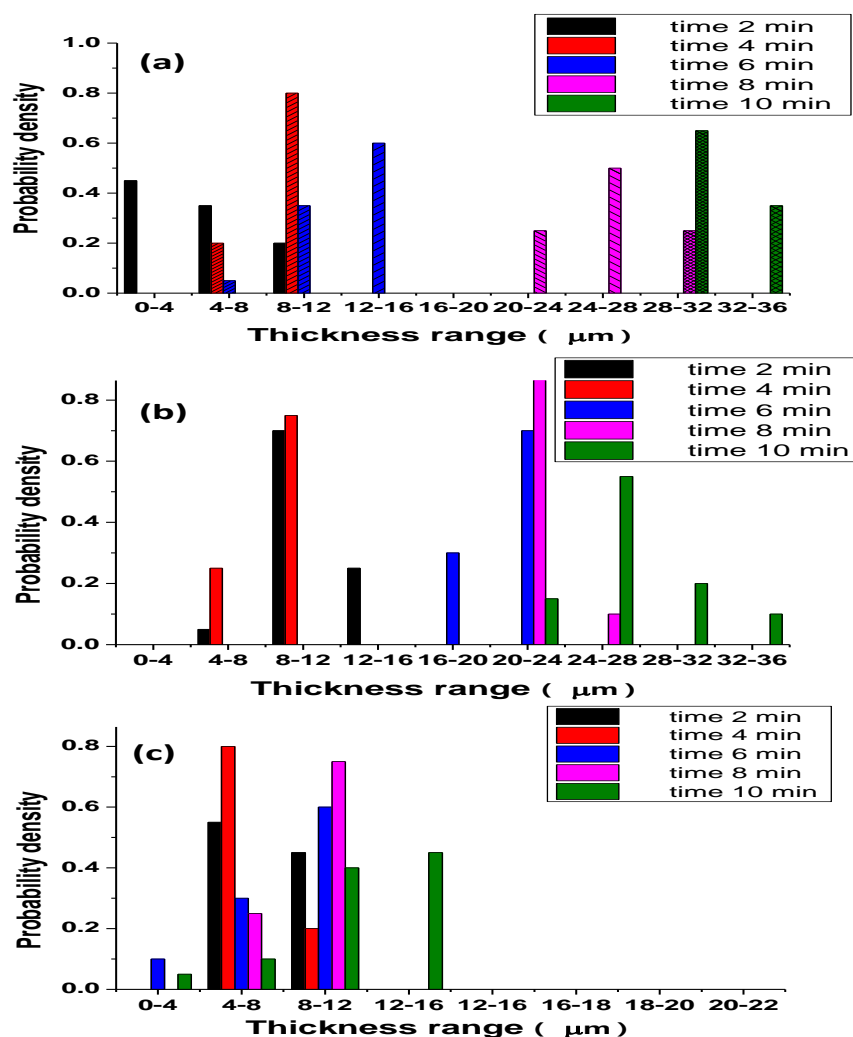 time 2 min
time 4 min
time 6 min
time 8 min
time 10 min
(a)
Probability density
1.0
0.8
0.6
0.4
0.2
0.0
0-4 4-8 8-12 12-16 16-20 20-24 24-28 28-32 32-36
Thickness range ( μm)
time 2 min
time 4 min
time 6 min
time 8 min
time 10 min
(b)
Probability density
0.8
0.6
0.4
0.2
0.0
0-4 4-8 8-12 12-16 16-20 20-24 24-28 28-32 32-36
Thickness range ( μm)
time 2 min
time 4 min
time 6 min
time 8 min
time 10 min
(c)
Probability density
0.8
0.6
0.4
0.2
0.0
0-4 4-8 8-12 12-16 12-16 16-18 18-20 20-22
Thickness range ( μm)